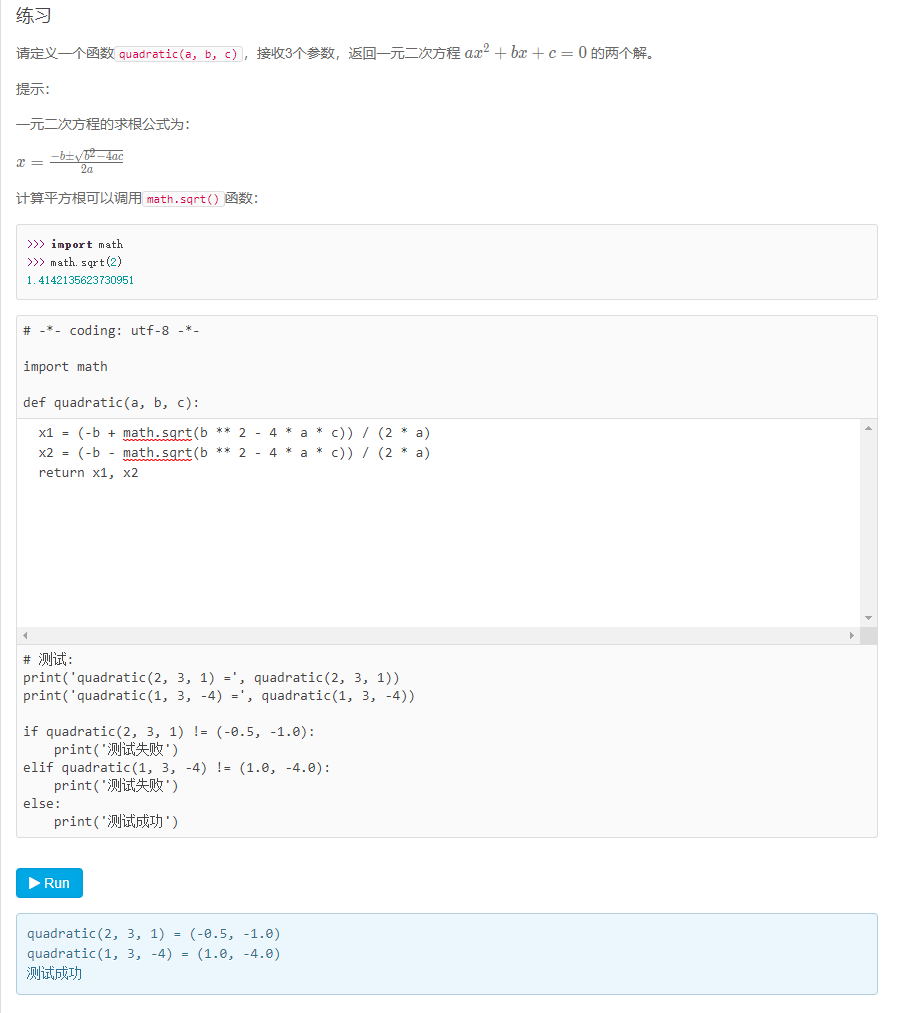 练习
请定义一个函数quadratic(a, b, c)，接收3个参数，返回一元二次方程 ax² + bx + c = 0 的两个解。
提示：
一元二次方程的求根公式为：
x = (-b±√(b²-4ac))/(2a)
计算平方根可以调用math.sqrt()函数：
>>> import math
>>> math.sqrt(2)
1.4142135623730951
# -*- coding: utf-8 -*-
import math
def quadratic(a, b, c):
  x1 = (-b + math.sqrt(b ** 2 - 4 * a * c)) / (2 * a)
  x2 = (-b - math.sqrt(b ** 2 - 4 * a * c)) / (2 * a)
  return x1, x2
# 测试:
print('quadratic(2, 3, 1) =', quadratic(2, 3, 1))
print('quadratic(1, 3, -4) =', quadratic(1, 3, -4))
if quadratic(2, 3, 1) != (-0.5, -1.0):
    print('测试失败')
elif quadratic(1, 3, -4) != (1.0, -4.0):
    print('测试失败')
else:
    print('测试成功')
Run
quadratic(2, 3, 1) = (-0.5, -1.0)
quadratic(1, 3, -4) = (1.0, -4.0)
测试成功